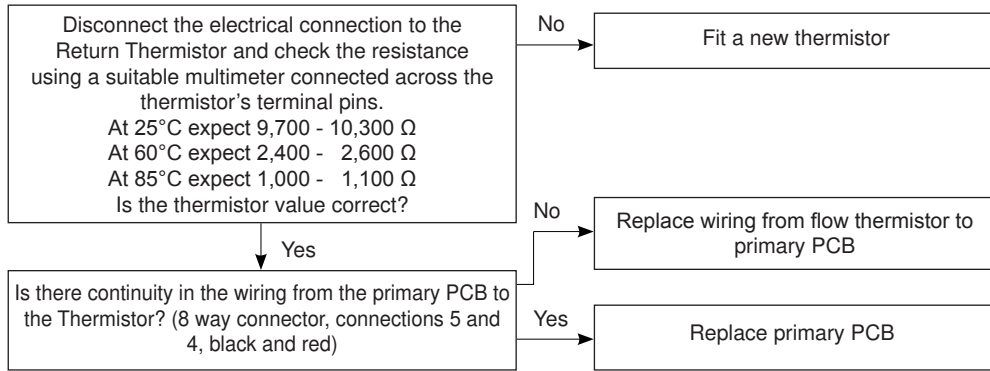 Disconnect the electrical connection to the
Return Thermistor and check the resistance
using a suitable multimeter connected across the
thermistor's terminal pins.
At 25°C expect 9,700 - 10,300 Ω
At 60°C expect 2,400 - 2,600 Ω
At 85°C expect 1,000 - 1,100 Ω
Is the thermistor value correct?
No
Fit a new thermistor
Yes
Is there continuity in the wiring from the primary PCB to
the Thermistor? (8 way connector, connections 5 and
4, black and red)
No
Replace wiring from flow thermistor to
primary PCB
Yes
Replace primary PCB